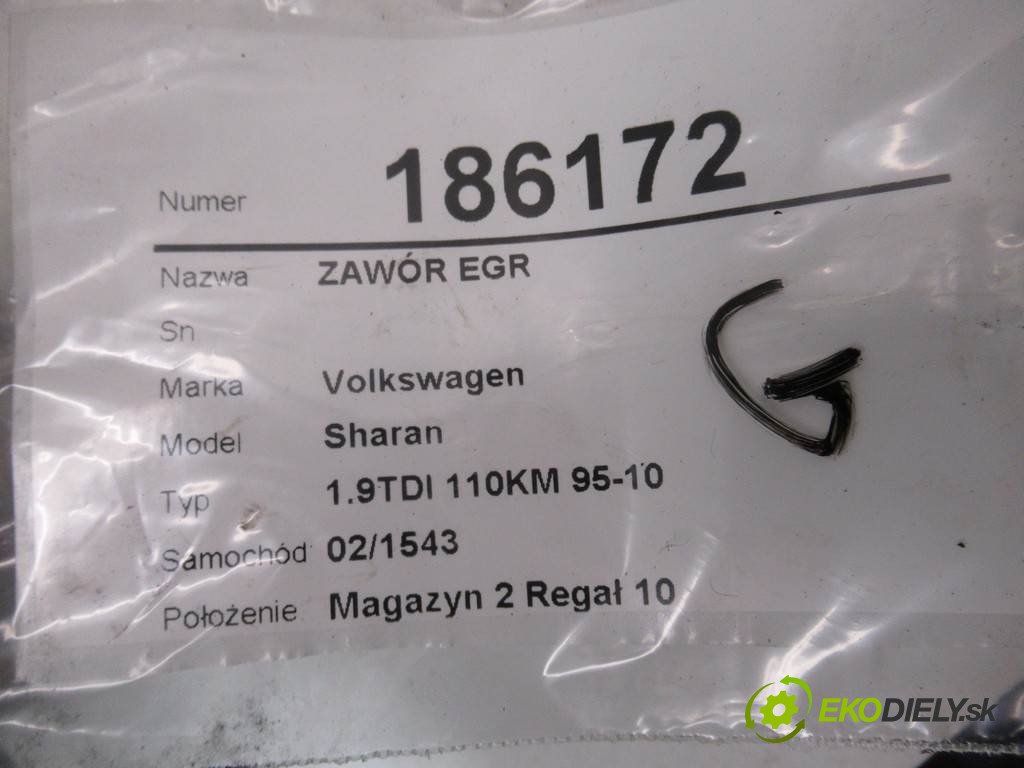 Numer 186172
Nazwa ZAWÓR EGR
Sn
Marka Volkswagen
Model Sharan
Typ 1.9TDI 110KM 95-10
Samochód 02/1543
Położenie Magazyn 2 Regał 10
G
EKODIELY.sk